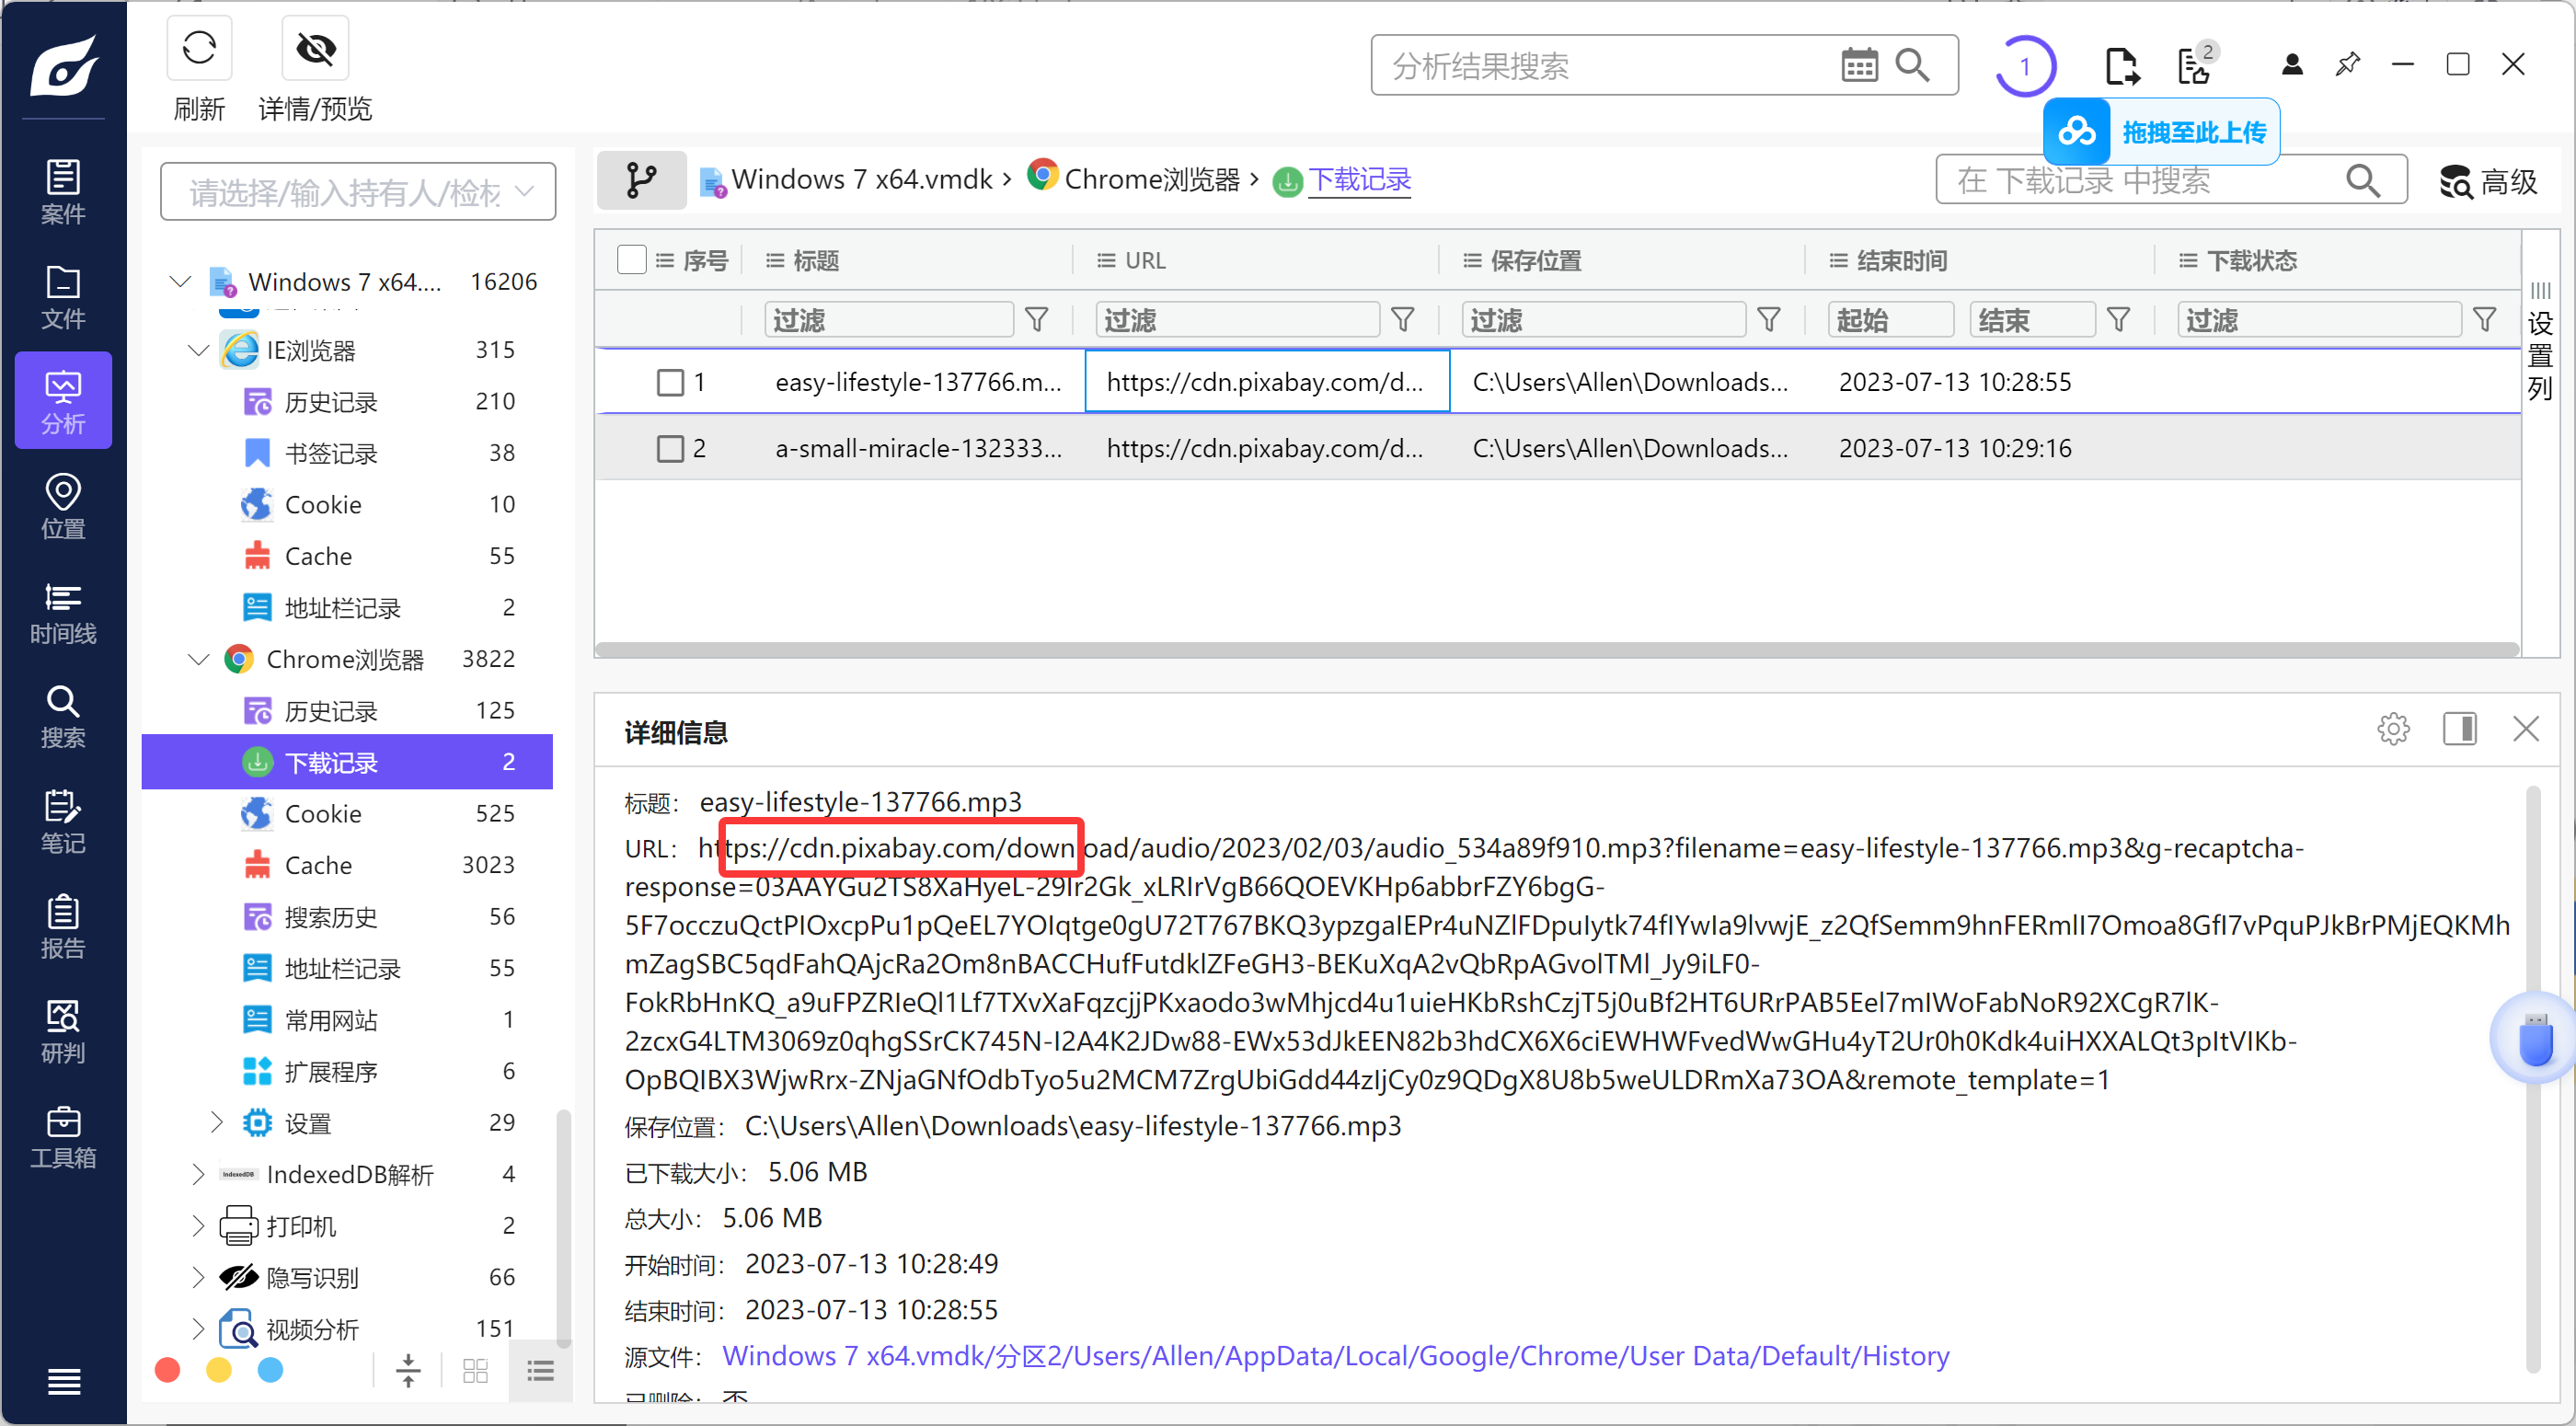 刷新
详情/预览
分析结果搜索
1
2
拖拽至此上传
案件
文件
分析
位置
时间线
搜索
笔记
报告
研判
工具箱
请选择/输入持有人/检材
Windows 7 x64.... 16206
IE浏览器 315
历史记录 210
书签记录 38
Cookie 10
Cache 55
地址栏记录 2
Chrome浏览器 3822
历史记录 125
下载记录 2
Cookie 525
Cache 3023
搜索历史 56
地址栏记录 55
常用网站 1
扩展程序 6
设置 29
IndexedDB IndexedDB解析 4
打印机 2
隐写识别 66
视频分析 151
Windows 7 x64.vmdk › Chrome浏览器 › 下载记录
在 下载记录 中搜索
高级
序号 标题 URL 保存位置 结束时间 下载状态
过滤 过滤 过滤 起始 结束 过滤
设置列
1 easy-lifestyle-137766.m... https://cdn.pixabay.com/d... C:\Users\Allen\Downloads... 2023-07-13 10:28:55
2 a-small-miracle-132333... https://cdn.pixabay.com/d... C:\Users\Allen\Downloads... 2023-07-13 10:29:16
详细信息
标题： easy-lifestyle-137766.mp3
URL： https://cdn.pixabay.com/download/audio/2023/02/03/audio_534a89f910.mp3?filename=easy-lifestyle-137766.mp3&g-recaptcha-
response=03AAYGu2TS8XaHyeL-29lr2Gk_xLRIrVgB66QOEVKHp6abbrFZY6bgG-
5F7occzuQctPIOxcpPu1pQeEL7YOIqtge0gU72T767BKQ3ypzgaIEPr4uNZlFDpuIytk74fIYwIa9lvwjE_z2QfSemm9hnFERmlI7Omoa8GfI7vPquPJkBrPMjEQKMh
mZagSBC5qdFahQAjcRa2Om8nBACCHufFutdklZFeGH3-BEKuXqA2vQbRpAGvolTMl_Jy9iLF0-
FokRbHnKQ_a9uFPZRIeQl1Lf7TXvXaFqzcjjPKxaodo3wMhjcd4u1uieHKbRshCzjT5j0uBf2HT6URrPAB5Eel7mIWoFabNoR92XCgR7lK-
2zcxG4LTM3069z0qhgSSrCK745N-I2A4K2JDw88-EWx53dJkEEN82b3hdCX6X6ciEWHWFvedWwGHu4yT2Ur0h0Kdk4uiHXXALQt3pItVIKb-
OpBQIBX3WjwRrx-ZNjaGNfOdbTyo5u2MCM7ZrgUbiGdd44zIjCy0z9QDgX8U8b5weULDRmXa73OA&remote_template=1
保存位置： C:\Users\Allen\Downloads\easy-lifestyle-137766.mp3
已下载大小： 5.06 MB
总大小： 5.06 MB
开始时间： 2023-07-13 10:28:49
结束时间： 2023-07-13 10:28:55
源文件： Windows 7 x64.vmdk/分区2/Users/Allen/AppData/Local/Google/Chrome/User Data/Default/History
已删除： 否